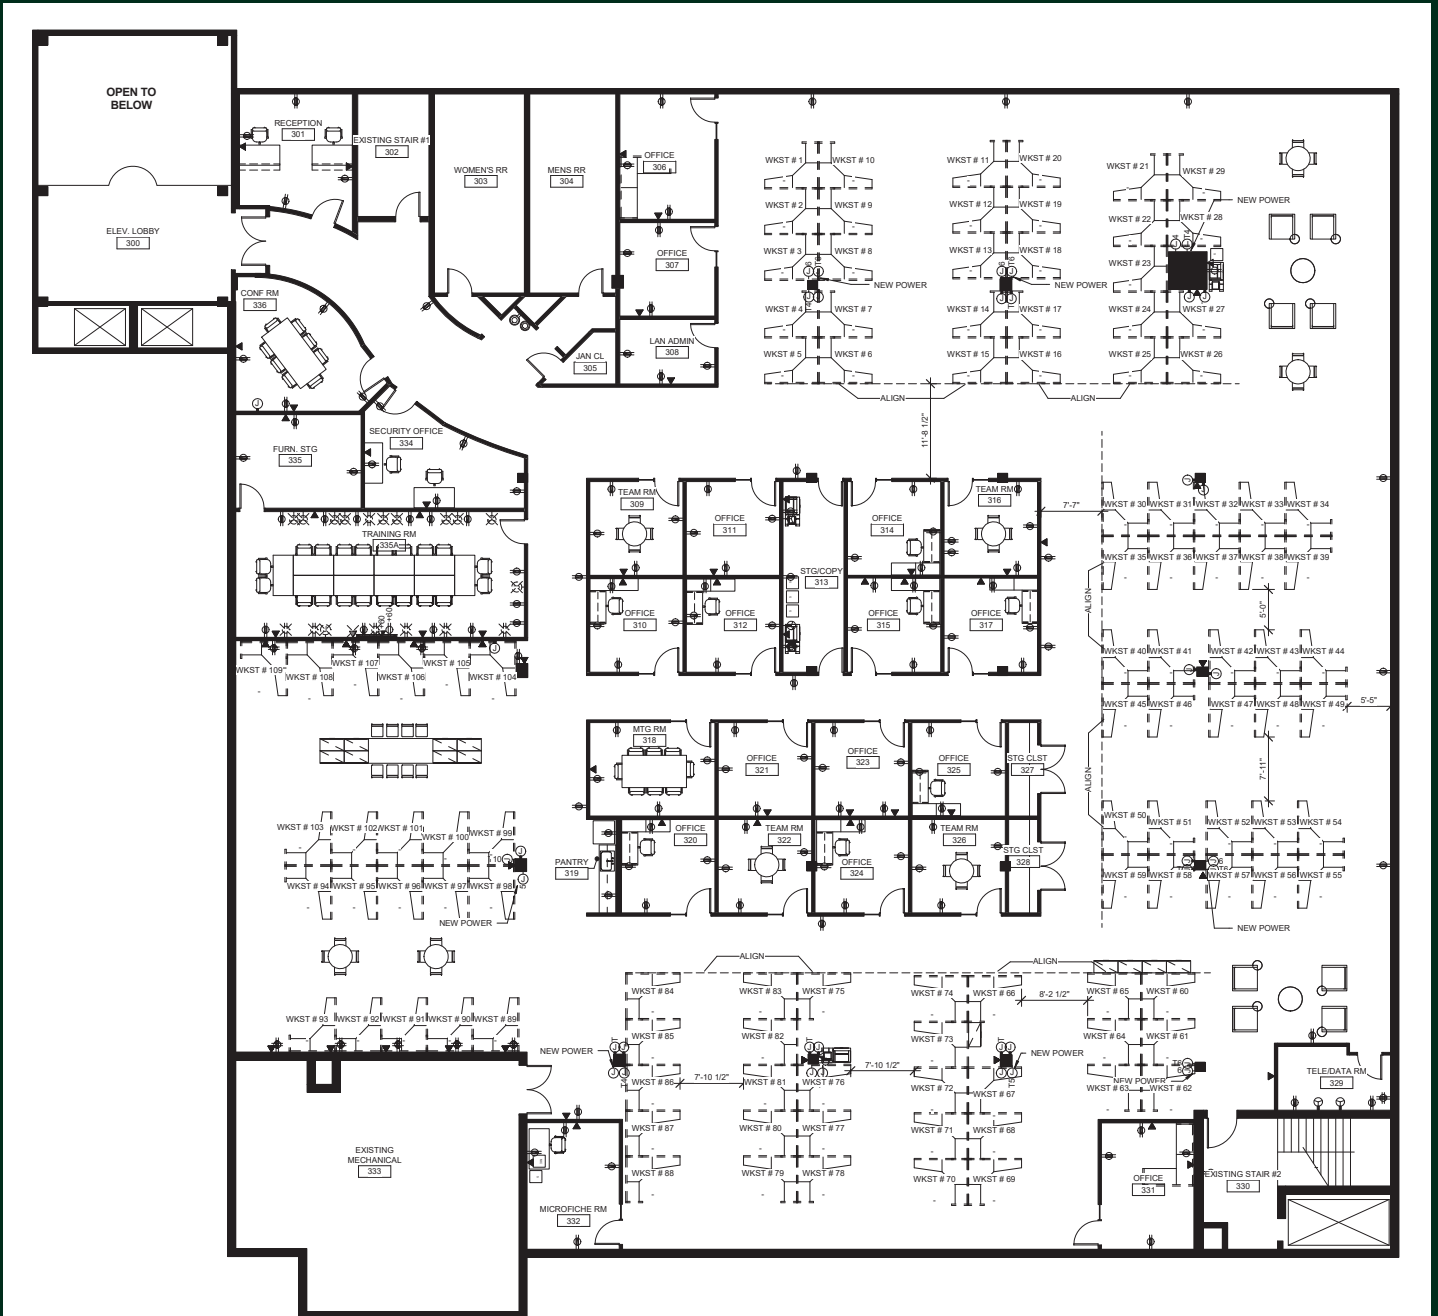 OPEN TO
BELOW
ELEV. LOBBY
300
RECEPTION
301
EXISTING STAIR #1
302
WOMEN'S RR
303
MENS RR
304
JAN CL
305
OFFICE
306
OFFICE
307
LAN ADMIN
308
CONF RM
336
FURN. STG
335
SECURITY OFFICE
334
TRAINING RM
335A
+60
+60
WKST # 1
WKST # 10
WKST # 2
WKST # 9
WKST # 3
WKST # 8
WKST # 4
WKST # 7
WKST # 5
WKST # 6
NEW POWER
WKST # 11
WKST # 20
WKST # 12
WKST # 19
WKST # 13
WKST # 18
WKST # 14
WKST # 17
WKST # 15
WKST # 16
NEW POWER
WKST # 21
WKST # 29
WKST # 22
WKST # 28
WKST # 23
WKST # 24
WKST # 27
WKST # 25
WKST # 26
NEW POWER
ALIGN
ALIGN
11'-8 1/2"
TEAM RM
309
OFFICE
311
STG/COPY
313
OFFICE
314
TEAM RM
316
OFFICE
310
OFFICE
312
OFFICE
315
OFFICE
317
7'-7"
WKST # 30
WKST # 31
WKST # 32
WKST # 33
WKST # 34
WKST # 35
WKST # 36
WKST # 37
WKST # 38
WKST # 39
ALIGN
5'-0"
WKST # 40
WKST # 41
WKST # 42
WKST # 43
WKST # 44
WKST # 45
WKST # 46
WKST # 47
WKST # 48
WKST # 49
5'-5"
ALIGN
7'-11"
WKST # 50
WKST # 51
WKST # 52
WKST # 53
WKST # 54
WKST # 59
WKST # 58
WKST # 57
WKST # 56
WKST # 55
NEW POWER
WKST # 109
WKST # 108
WKST # 107
WKST # 106
WKST # 105
WKST # 104
MTG RM
318
OFFICE
321
OFFICE
323
OFFICE
325
STG CLST
327
PANTRY
319
OFFICE
320
TEAM RM
322
OFFICE
324
TEAM RM
326
STG CLST
328
WKST # 103
WKST # 102
WKST # 101
WKST # 100
WKST # 99
WKST # 94
WKST # 95
WKST # 96
WKST # 97
WKST # 98
NEW POWER
WKST # 93
WKST # 92
WKST # 91
WKST # 90
WKST # 89
ALIGN
ALIGN
WKST # 84
WKST # 85
WKST # 86
WKST # 87
WKST # 88
NEW POWER
7'-10 1/2"
WKST # 83
WKST # 75
WKST # 82
WKST # 81
WKST # 76
WKST # 80
WKST # 77
WKST # 79
WKST # 78
7'-10 1/2"
WKST # 74
WKST # 66
WKST # 73
WKST # 72
WKST # 67
WKST # 71
WKST # 68
WKST # 70
WKST # 69
NEW POWER
8'-2 1/2"
WKST # 65
WKST # 60
WKST # 64
WKST # 61
WKST # 63
WKST # 62
NEW POWER
TELE/DATA RM
329
EXISTING STAIR #2
330
OFFICE
331
MICROFICHE RM
332
EXISTING
MECHANICAL
333